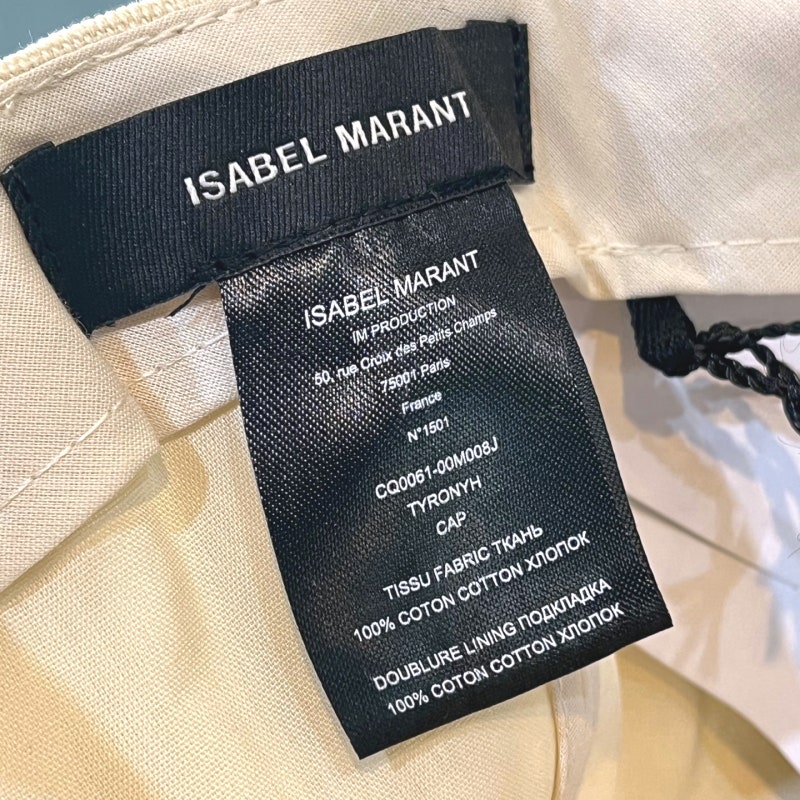 ISABEL MARANT
ISABEL MARANT
IM PRODUCTION
50, rue Croix des Petits Champs
75001 Paris
France
N°1501
CQ0061-00M008J
TYRONYH
CAP
TISSU FABRIC ТКАНЬ
100% COTON COTTON ХЛОПОК
DOUBLURE LINING ПОДКЛАДКА
100% COTON COTTON ХЛОПОК